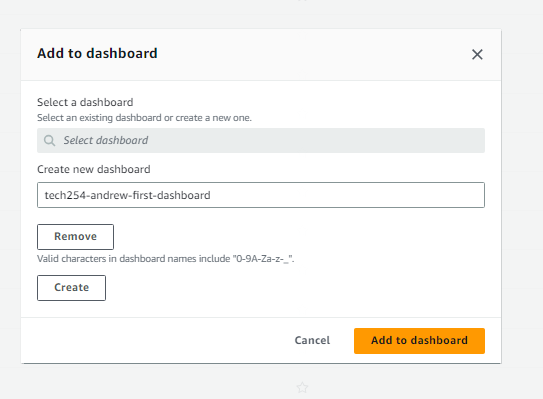 Add to dashboard
Select a dashboard
Select an existing dashboard or create a new one.
Select dashboard
Create new dashboard
tech254-andrew-first-dashboard
Remove
Valid characters in dashboard names include "0-9A-Za-z-_".
Create
Cancel
Add to dashboard